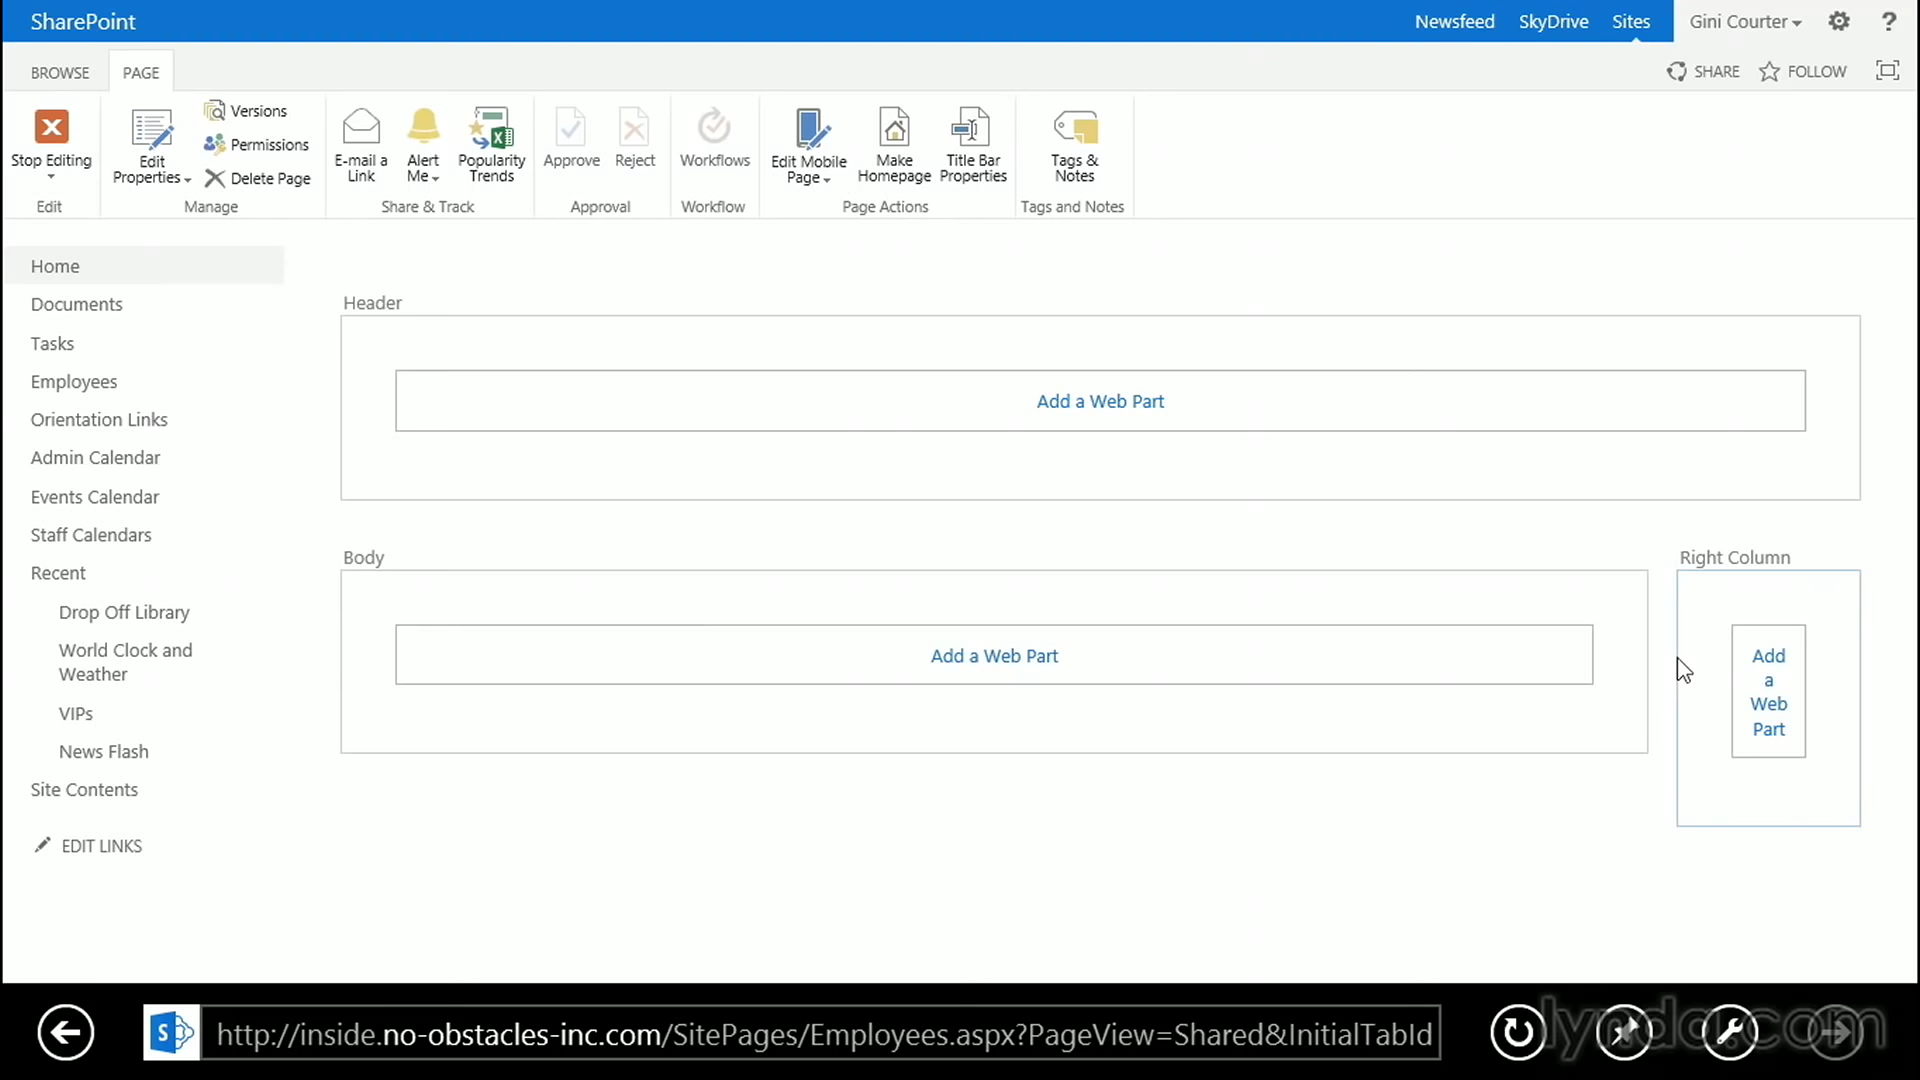 SharePoint
Newsfeed SkyDrive Sites Gini Courter ?
BROWSE PAGE
SHARE FOLLOW
Stop Editing
Edit
Edit
Properties
Versions
Permissions
Delete Page
Manage
E-mail a
Link
Alert
Me
Popularity
Trends
Share & Track
Approve Reject
Approval
Workflows
Workflow
Edit Mobile
Page
Make
Homepage
Title Bar
Properties
Page Actions
Tags &
Notes
Tags and Notes
Home
Documents
Tasks
Employees
Orientation Links
Admin Calendar
Events Calendar
Staff Calendars
Recent
Drop Off Library
World Clock and
Weather
VIPs
News Flash
Site Contents
EDIT LINKS
Header
Add a Web Part
Body
Add a Web Part
Right Column
Add
a
Web
Part
http://inside.no-obstacles-inc.com/SitePages/Employees.aspx?PageView=Shared&InitialTabId
lynda.com